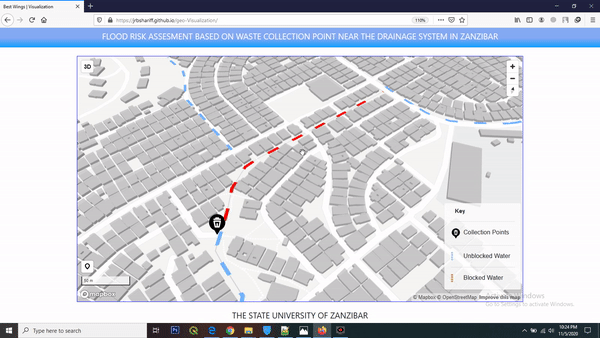 Best Wings | Visualization
https://jrbshariff.github.io/geo-Visualization/
110%
FLOOD RISK ASSESMENT BASED ON WASTE COLLECTION POINT NEAR THE DRAINAGE SYSTEM IN ZANZIBAR
3D
Key
Collection Points
Unblocked Water
Blocked Water
50 m
mapbox
© Mapbox © OpenStreetMap Improve this map
Go to Settings to activate Windows.
THE STATE UNIVERSITY OF ZANZIBAR
Type here to search
10:24 PM
11/5/2020